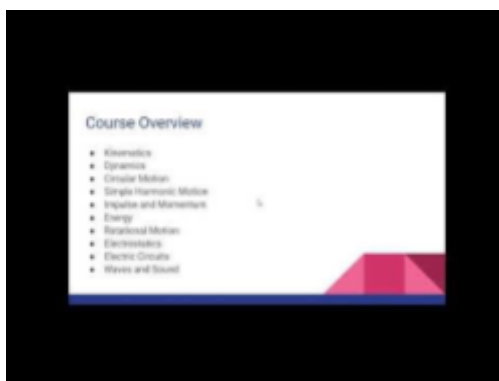 Course Overview
Kinematics
Dynamics
Circular Motion
Simple Harmonic Motion
Impulse and Momentum
Energy
Rotational Motion
Electrostatics
Electric Circuits
Waves and Sound